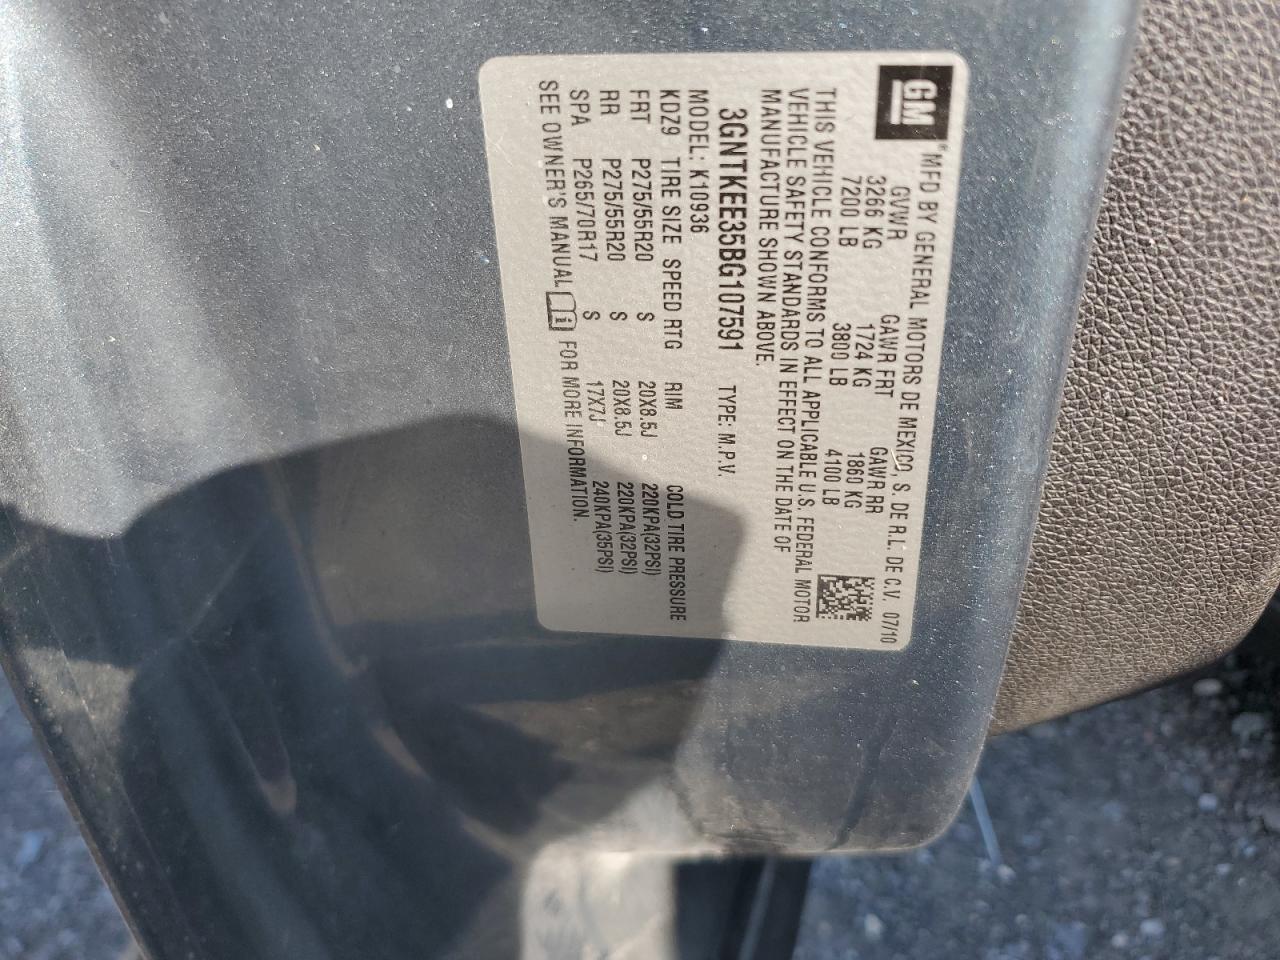 GM
MFD BY GENERAL MOTORS DE MEXICO, S. DE R.L. DE C.V. 07/10
GVWR GAWR FRT GAWR RR
3266 KG 1724 KG 1860 KG
7200 LB 3800 LB 4100 LB
THIS VEHICLE CONFORMS TO ALL APPLICABLE U.S. FEDERAL MOTOR
VEHICLE SAFETY STANDARDS IN EFFECT ON THE DATE OF
MANUFACTURE SHOWN ABOVE.
3GNTKEE35BG107591 TYPE: M.P.V.
MODEL: K10936
KDZ9 TIRE SIZE SPEED RTG RIM COLD TIRE PRESSURE
FRT P275/55R20 S 20X8.5J 220KPA(32PSI)
RR P275/55R20 S 20X8.5J 220KPA(32PSI)
SPA P265/70R17 S 17X7J 240KPA(35PSI)
SEE OWNER'S MANUAL i FOR MORE INFORMATION.